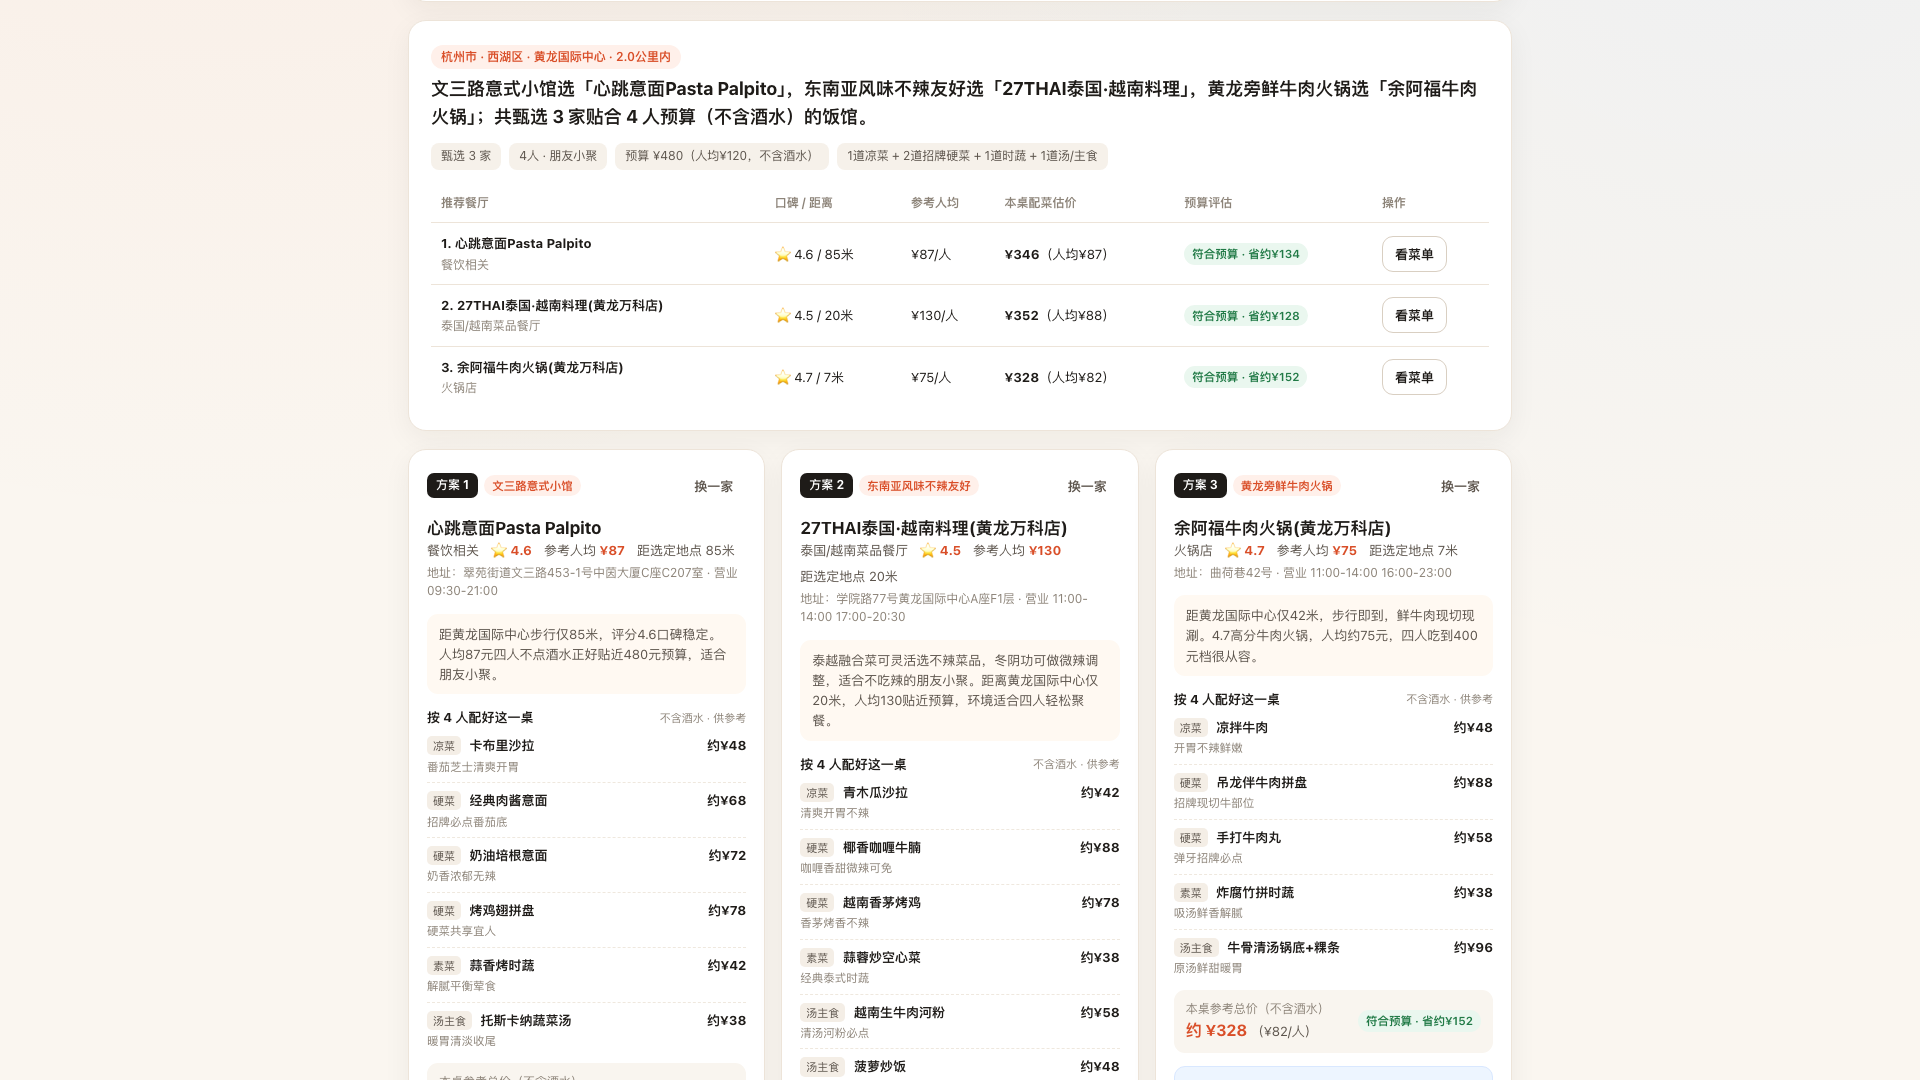 杭州市 · 西湖区 · 黄龙国际中心 · 2.0公里内
文三路意式小馆选「心跳意面Pasta Palpito」，东南亚风味不辣友好选「27THAI泰国·越南料理」，黄龙旁鲜牛肉火锅选「余阿福牛肉
火锅」；共甄选 3 家贴合 4 人预算（不含酒水）的饭馆。
甄选 3 家 4人 · 朋友小聚 预算 ¥480（人均¥120，不含酒水） 1道凉菜 + 2道招牌硬菜 + 1道时蔬 + 1道汤/主食
推荐餐厅 口碑 / 距离 参考人均 本桌配菜估价 预算评估 操作
1. 心跳意面Pasta Palpito
餐饮相关
⭐ 4.6 / 85米 ¥87/人 ¥346（人均¥87） 符合预算 · 省约¥134 看菜单
2. 27THAI泰国·越南料理(黄龙万科店)
泰国/越南菜品餐厅
⭐ 4.5 / 20米 ¥130/人 ¥352（人均¥88） 符合预算 · 省约¥128 看菜单
3. 余阿福牛肉火锅(黄龙万科店)
火锅店
⭐ 4.7 / 7米 ¥75/人 ¥328（人均¥82） 符合预算 · 省约¥152 看菜单
方案 1 文三路意式小馆 换一家
心跳意面Pasta Palpito
餐饮相关 ⭐ 4.6 参考人均 ¥87 距选定地点 85米
地址：翠苑街道文三路453-1号中茵大厦C座C207室 · 营业
09:30-21:00
距黄龙国际中心步行仅85米，评分4.6口碑稳定。
人均87元四人不点酒水正好贴近480元预算，适合
朋友小聚。
按 4 人配好这一桌 不含酒水 · 供参考
凉菜 卡布里沙拉 约¥48
番茄芝士清爽开胃
硬菜 经典肉酱意面 约¥68
招牌必点番茄底
硬菜 奶油培根意面 约¥72
奶香浓郁无辣
硬菜 烤鸡翅拼盘 约¥78
硬菜共享宜人
素菜 蒜香烤时蔬 约¥42
解腻平衡荤食
汤主食 托斯卡纳蔬菜汤 约¥38
暖胃清淡收尾
本桌参考总价（不含酒水）
方案 2 东南亚风味不辣友好 换一家
27THAI泰国·越南料理(黄龙万科店)
泰国/越南菜品餐厅 ⭐ 4.5 参考人均 ¥130
距选定地点 20米
地址：学院路77号黄龙国际中心A座F1层 · 营业 11:00-
14:00 17:00-20:30
泰越融合菜可灵活选不辣菜品，冬阴功可做微辣调
整，适合不吃辣的朋友小聚。距离黄龙国际中心仅
20米，人均130贴近预算，环境适合四人轻松聚
餐。
按 4 人配好这一桌 不含酒水 · 供参考
凉菜 青木瓜沙拉 约¥42
清爽开胃不辣
硬菜 椰香咖喱牛腩 约¥88
咖喱香甜微辣可免
硬菜 越南香茅烤鸡 约¥78
香茅烤香不辣
素菜 蒜蓉炒空心菜 约¥38
经典泰式时蔬
汤主食 越南生牛肉河粉 约¥58
清汤河粉必点
汤主食 菠萝炒饭 约¥48
方案 3 黄龙旁鲜牛肉火锅 换一家
余阿福牛肉火锅(黄龙万科店)
火锅店 ⭐ 4.7 参考人均 ¥75 距选定地点 7米
地址：曲荷巷42号 · 营业 11:00-14:00 16:00-23:00
距黄龙国际中心仅42米，步行即到，鲜牛肉现切现
涮。4.7高分牛肉火锅，人均约75元，四人吃到400
元档很从容。
按 4 人配好这一桌 不含酒水 · 供参考
凉菜 凉拌牛肉 约¥48
开胃不辣鲜嫩
硬菜 吊龙伴牛肉拼盘 约¥88
招牌现切牛部位
硬菜 手打牛肉丸 约¥58
弹牙招牌必点
素菜 炸腐竹拼时蔬 约¥38
吸汤鲜香解腻
汤主食 牛骨清汤锅底+粿条 约¥96
原汤鲜甜暖胃
本桌参考总价（不含酒水）
约 ¥328 （¥82/人） 符合预算 · 省约¥152